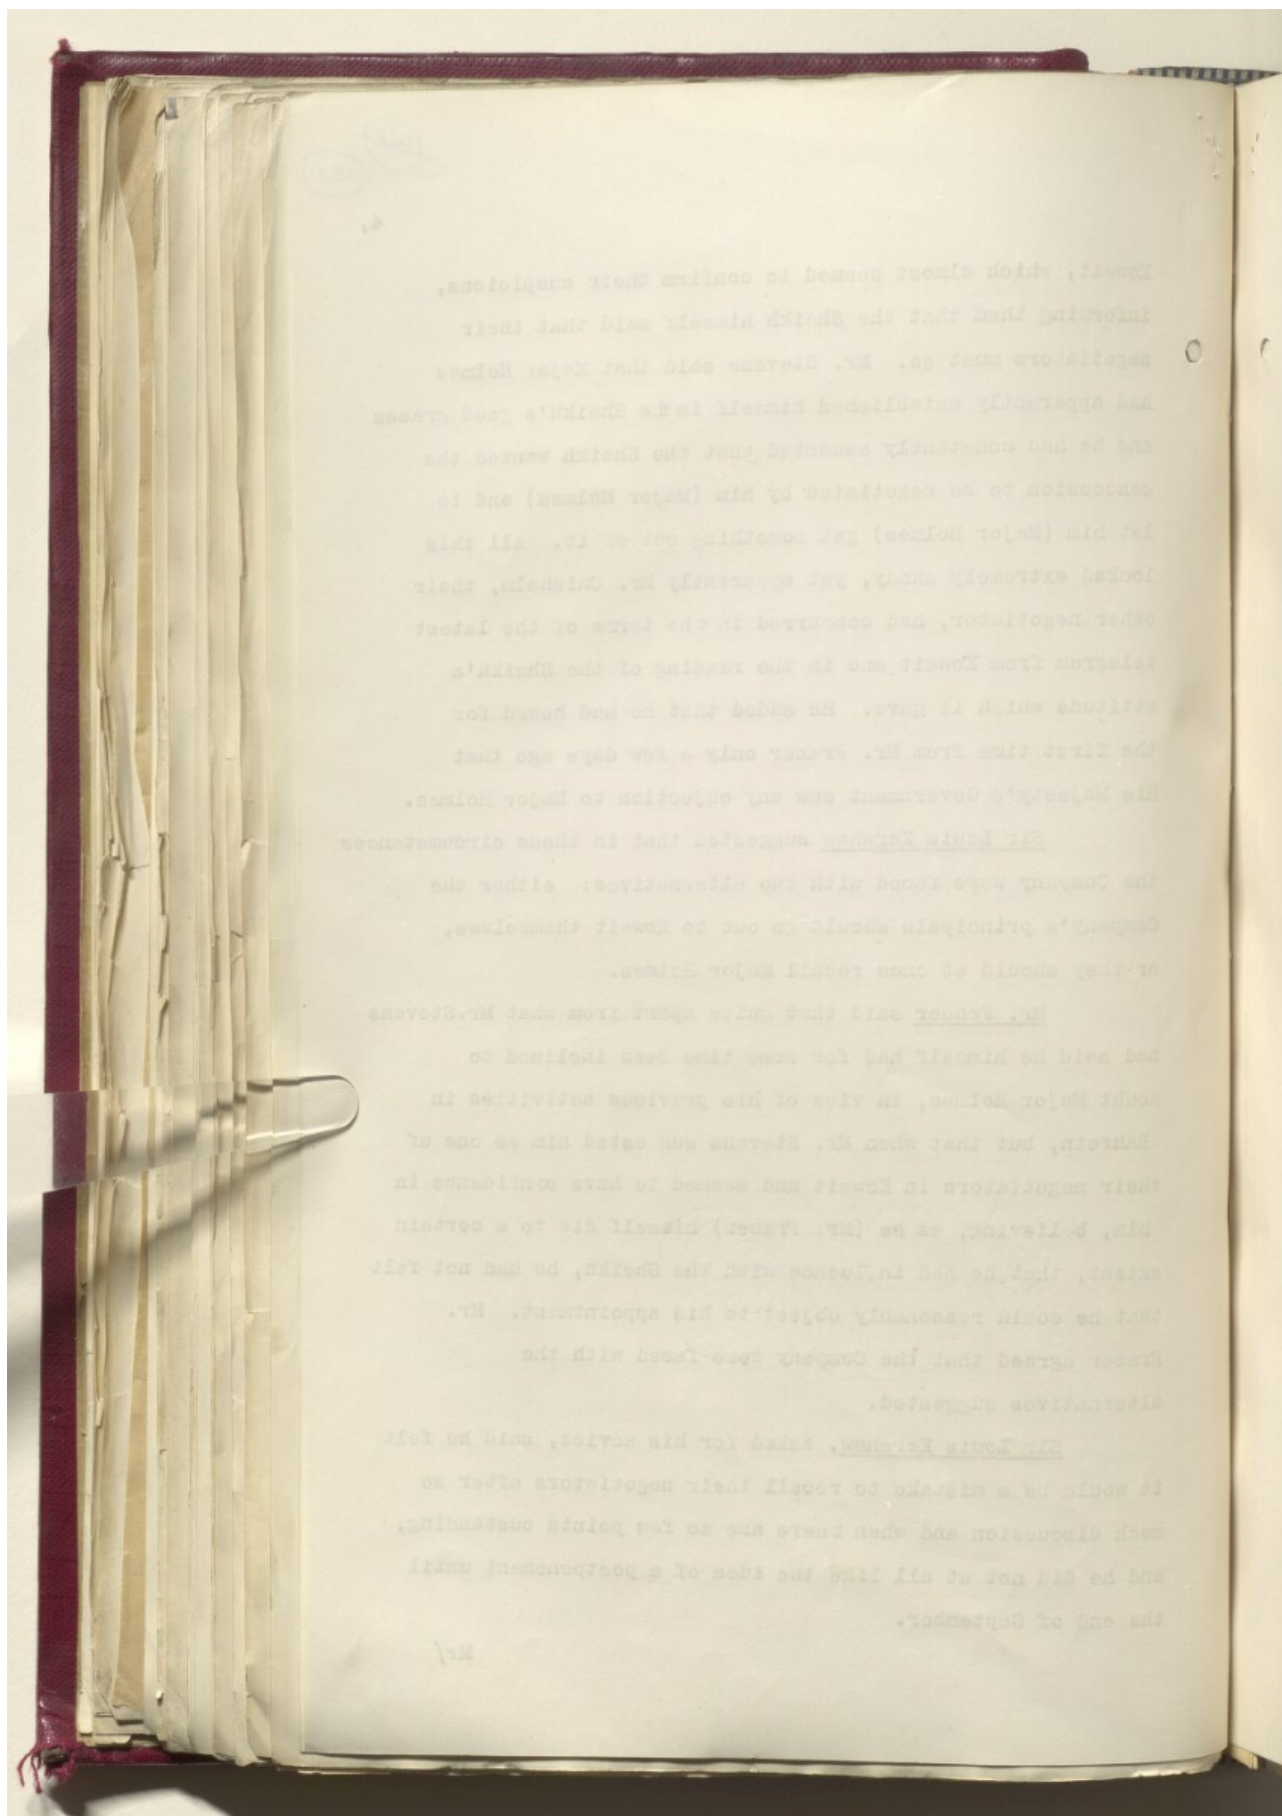 4.
Koweit, which almost seemed to confirm their suspicions,
informing them that the Sheikh himself said that their
negotiators must go. Mr. Stevens said that Major Holmes
had apparently established himself in the Sheikh's good graces
and he had constantly asserted that the Sheikh wanted the
concession to be negotiated by him (Major Holmes) and to
let him (Major Holmes) get something out of it. All this
looked extremely shady, yet apparently Mr. Chisholm, their
other negotiator, had concurred in the terms of the latest
telegram from Koweit and in the reading of the Sheikh's
attitude which it gave. He added that he had heard for
the first time from Mr. Fraser only a few days ago that
His Majesty's Government saw any objection to Major Holmes.
Sir Louis Kershaw suggested that in these circumstances
the Company were faced with two alternatives: either the
Company's principals should go out to Koweit themselves,
or they should at once recall Major Holmes.
Mr. Fraser said that quite apart from what Mr.Stevens
had said he himself had for some time been inclined to
doubt Major Holmes, in view of his previous activities in
Bahrein, but that when Mr. Stevens suggested him as one of
their negotiators in Koweit and seemed to have confidence in
him, believing, as he (Mr. Fraser) himself did to a certain
extent, that he had influence with the Sheikh, he had not felt
that he could reasonably object to his appointment. Mr.
Fraser agreed that the Company were faced with the
alternatives suggested.
Sir Louis Kershaw, asked for his advice, said he felt
it would be a mistake to recall their negotiators after so
much discussion and when there are so few points oustanding,
and he did not at all like the idea of a postponement until
the end of September.
Mr/